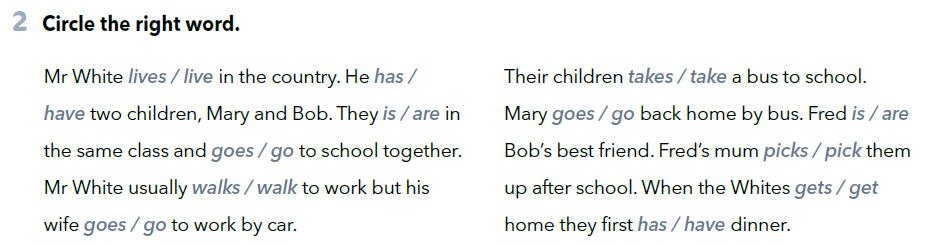 2 Circle the right word.
Mr White lives / live in the country. He has /
have two children, Mary and Bob. They is / are in
the same class and goes / go to school together.
Mr White usually walks / walk to work but his
wife goes / go to work by car.
Their children takes / take a bus to school.
Mary goes / go back home by bus. Fred is / are
Bob’s best friend. Fred’s mum picks / pick them
up after school. When the Whites gets / get
home they first has / have dinner.